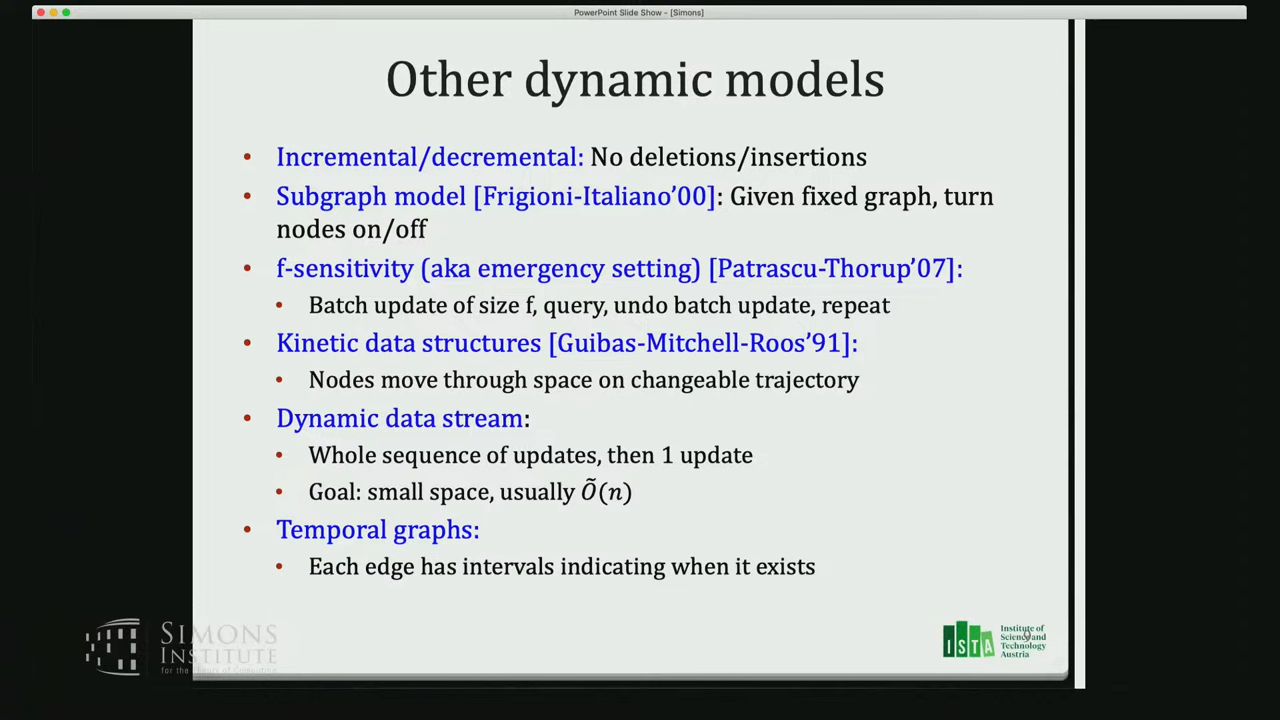 PowerPoint Slide Show - [Simons]
Other dynamic models
• Incremental/decremental: No deletions/insertions
• Subgraph model [Frigioni-Italiano’00]: Given fixed graph, turn
nodes on/off
• f-sensitivity (aka emergency setting) [Patrascu-Thorup’07]:
• Batch update of size f, query, undo batch update, repeat
• Kinetic data structures [Guibas-Mitchell-Roos’91]:
• Nodes move through space on changeable trajectory
• Dynamic data stream:
• Whole sequence of updates, then 1 update
• Goal: small space, usually Õ(n)
• Temporal graphs:
• Each edge has intervals indicating when it exists
SIMONS
INSTITUTE
for the Theory of Computing
ISTA
Institute of
Science and
Technology
Austria
9